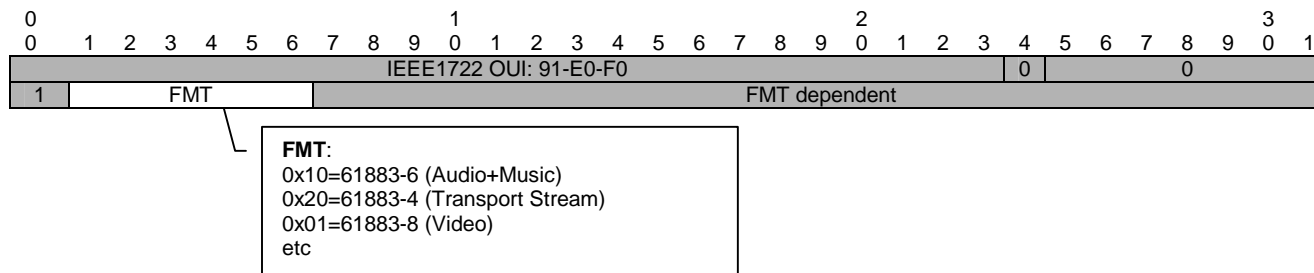 0 1 2 3
0 1 2 3 4 5 6 7 8 9 0 1 2 3 4 5 6 7 8 9 0 1 2 3 4 5 6 7 8 9 0 1
IEEE1722 OUI: 91-E0-F0 0 0
1 FMT FMT dependent
FMT:
0x10=61883-6 (Audio+Music)
0x20=61883-4 (Transport Stream)
0x01=61883-8 (Video)
etc